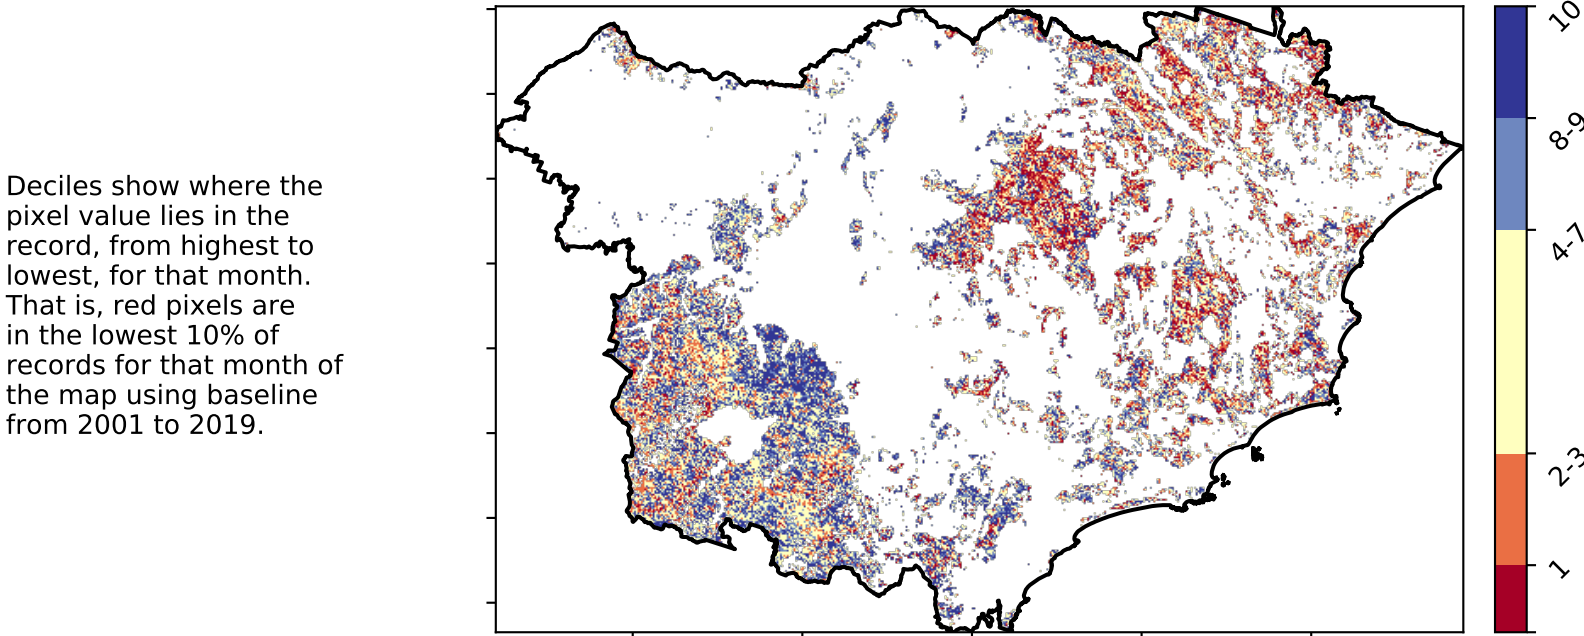 Deciles show where the
pixel value lies in the
record, from highest to
lowest, for that month.
That is, red pixels are
in the lowest 10% of
records for that month of
the map using baseline
from 2001 to 2019.
10
8-9
4-7
2-3
1